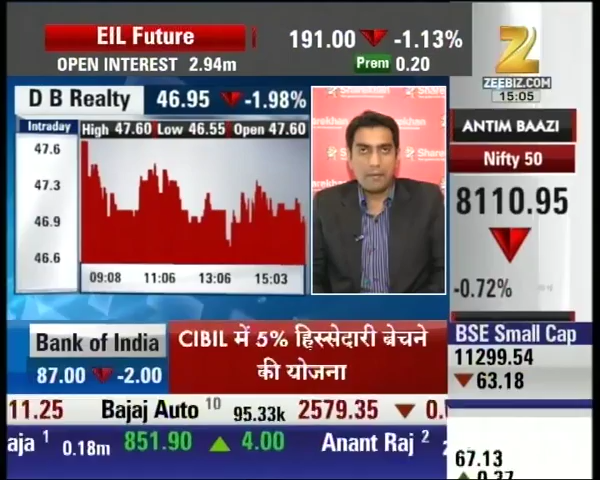 EIL Future
191.00 -1.13%
OPEN INTEREST 2.94m
Prem 0.20
Z
ZEEBIZ.COM
15:05
D B Realty 46.95 -1.98%
Intraday High 47.60 Low 46.55 Open 47.60
47.6
47.3
46.9
46.6
09:08 11:06 13:06 15:03
Sharekhan
ANTIM BAAZI
Nifty 50
8110.95
-0.72%
Bank of India
87.00 -2.00
CIBIL में 5% हिस्सेदारी बेचने
की योजना
BSE Small Cap
11299.54
63.18
11.25 Bajaj Auto 10 95.33k 2579.35 0.
aja 1 0.18m 851.90 4.00 Anant Raj 2
67.13
0.37